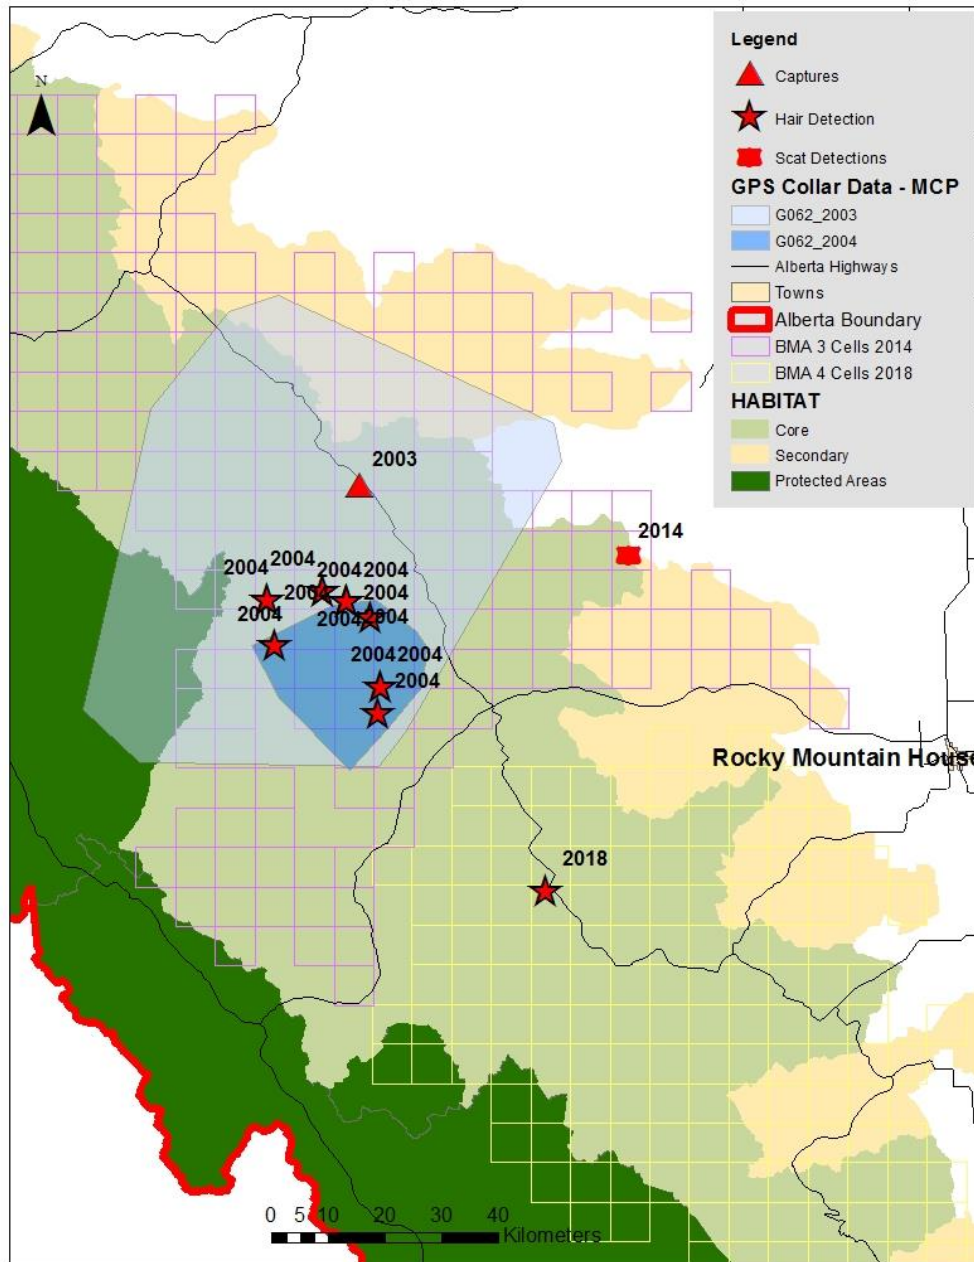 N
Legend
Captures
Hair Detection
Scat Detections
GPS Collar Data - MCP
G062_2003
G062_2004
Alberta Highways
Towns
Alberta Boundary
BMA 3 Cells 2014
BMA 4 Cells 2018
HABITAT
Core
Secondary
Protected Areas
2003
2014
2004
2004
2004 2004
2004
2004
2004
2004
2004
2004 2004
2004
Rocky Mountain House
2018
0 5 10 20 30 40
Kilometers